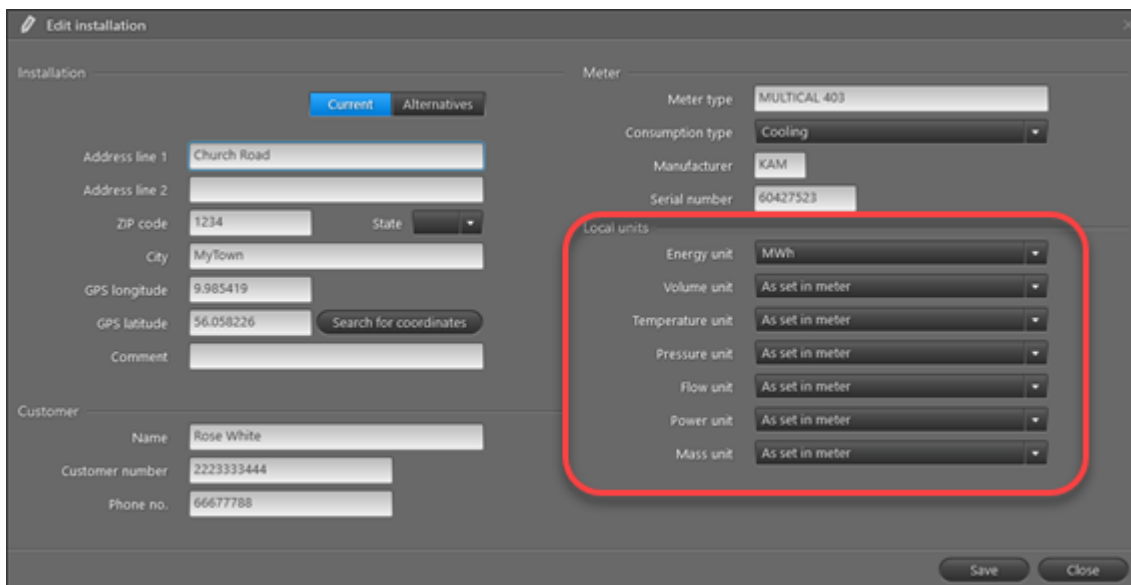 Edit installation
Installation
Current Alternatives
Address line 1 Church Road
Address line 2
ZIP code 1234 State
City MyTown
GPS longitude 9.985419
GPS latitude 56.058226 Search for coordinates
Comment
Customer
Name Rose White
Customer number 2223333444
Phone no. 66677788
Meter
Meter type MULTICAL 403
Consumption type Cooling
Manufacturer KAM
Serial number 60427523
Local units
Energy unit MWh
Volume unit As set in meter
Temperature unit As set in meter
Pressure unit As set in meter
Flow unit As set in meter
Power unit As set in meter
Mass unit As set in meter
Save Close